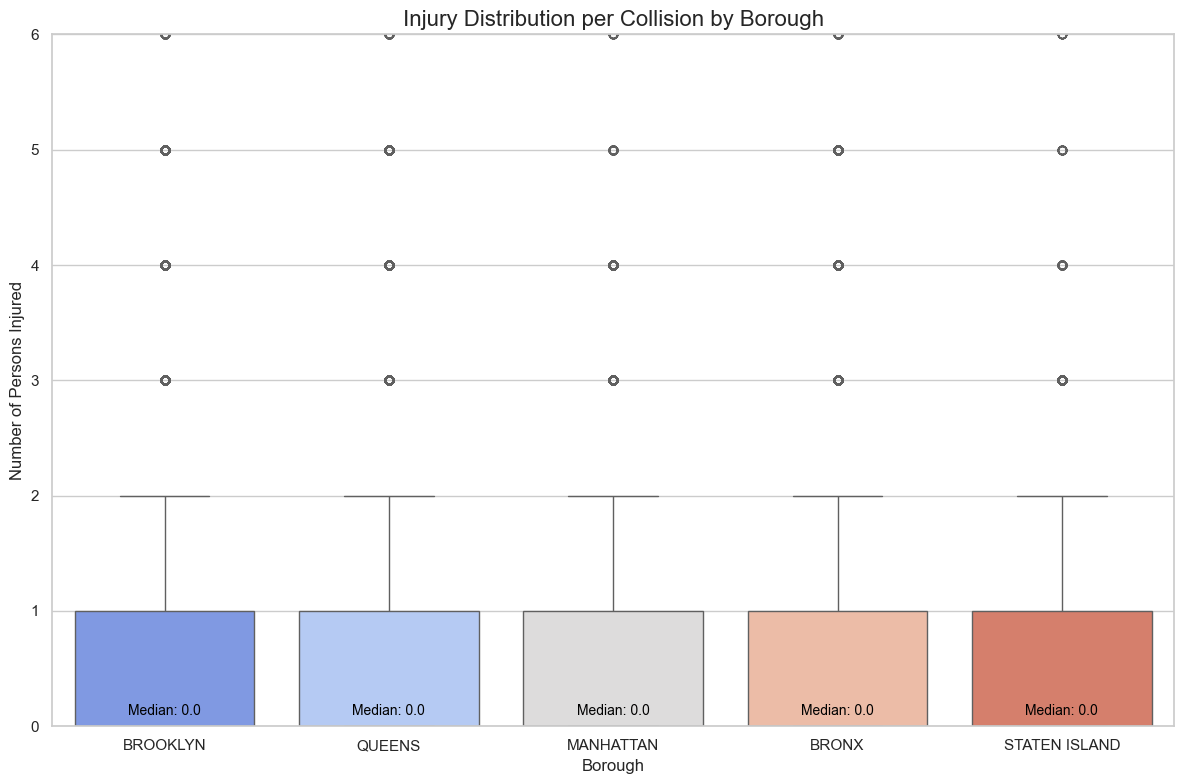 Injury Distribution per Collision by Borough
Number of Persons Injured
6
5
4
3
2
1
0
Median: 0.0 Median: 0.0 Median: 0.0 Median: 0.0 Median: 0.0
BROOKLYN QUEENS MANHATTAN BRONX STATEN ISLAND
Borough